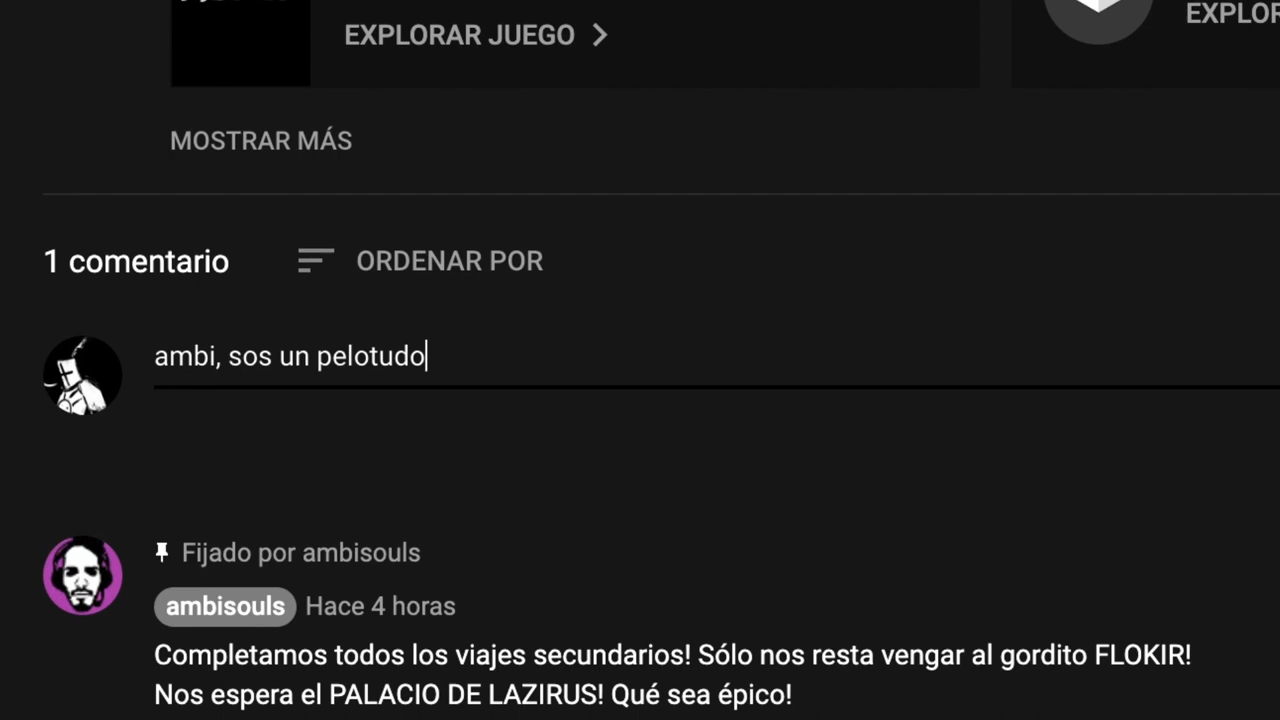 EXPLORAR JUEGO
MOSTRAR MÁS
1 comentario
ORDENAR POR
ambi, sos un pelotudo
Fijado por ambisouls
ambisouls Hace 4 horas
Completamos todos los viajes secundarios! Sólo nos resta vengar al gordito FLOKIR!
Nos espera el PALACIO DE LAZIRUS! Qué sea épico!